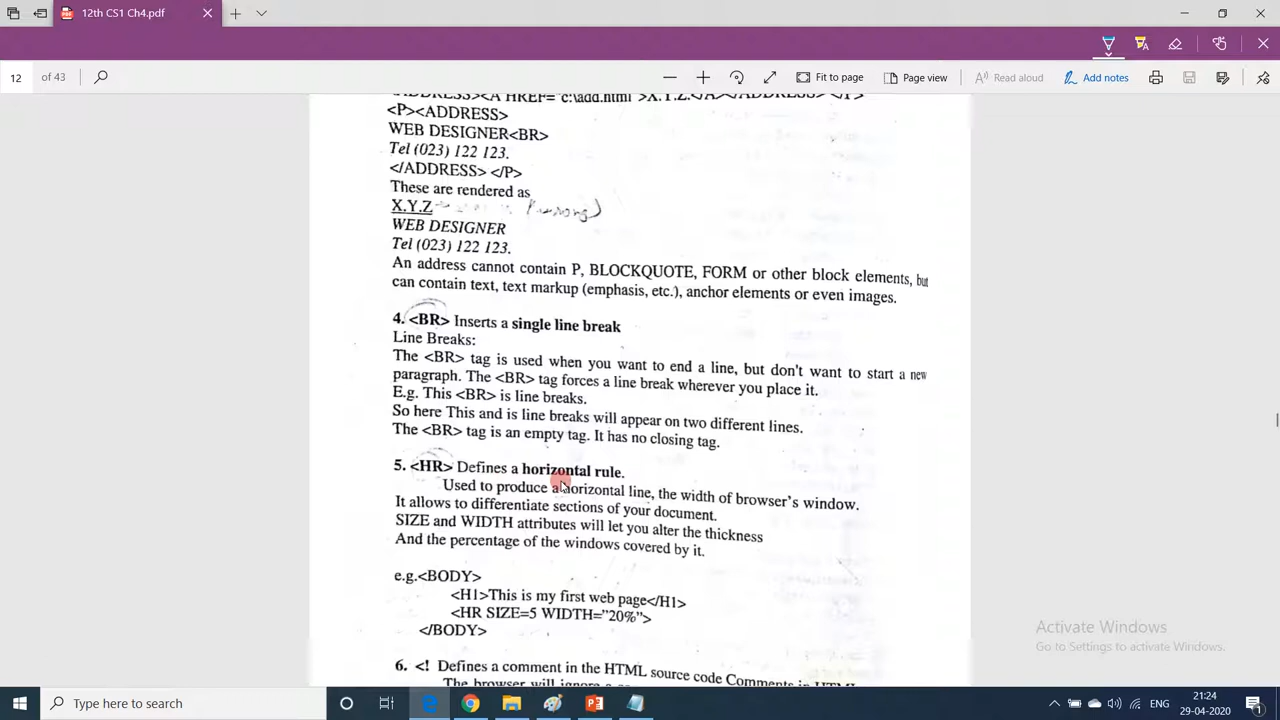 12th CS1 Ch4.pdf
12 of 43
Fit to page
Page view
Read aloud
Add notes
HREF="c:\add.html">X.Y.Z.
<P><ADDRESS>
WEB DESIGNER<BR>
Tel (023) 122 123.
</ADDRESS> </P>
These are rendered as
X.Y.Z
WEB DESIGNER
Tel (023) 122 123.
An address cannot contain P, BLOCKQUOTE, FORM or other block elements, but
can contain text, text markup (emphasis, etc.), anchor elements or even images.
4. <BR> Inserts a single line break
Line Breaks:
The <BR> tag is used when you want to end a line, but don't want to start a new
paragraph. The <BR> tag forces a line break wherever you place it.
E.g. This <BR> is line breaks.
So here This and is line breaks will appear on two different lines.
The <BR> tag is an empty tag. It has no closing tag.
5. <HR> Defines a horizontal rule.
Used to produce a horizontal line, the width of browser's window.
It allows to differentiate sections of your document.
SIZE and WIDTH attributes will let you alter the thickness
And the percentage of the windows covered by it.
e.g.<BODY>
<H1>This is my first web page</H1>
<HR SIZE=5 WIDTH="20%">
</BODY>
6. <! Defines a comment in the HTML source code Comments in HTML
The browser will ignore a
Activate Windows
Go to Settings to activate Windows.
Type here to search
ENG
21:24
29-04-2020